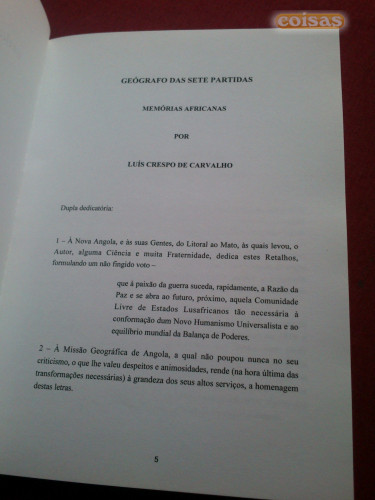 coisas
GEÓGRAFO DAS SETE PARTIDAS
MEMÓRIAS AFRICANAS
POR
LUÍS CRESPO DE CARVALHO
Dupla dedicatória:
1 – À Nova Angola, e às suas Gentes, do Litoral ao Mato, às quais levou, o
Autor, alguma Ciência e muita Fraternidade, dedica estes Retalhos,
formulando um não fingido voto –
que à paixão da guerra suceda, rapidamente, a Razão da
Paz e se abra ao futuro, próximo, aquela Comunidade
Livre de Estados Lusafricanos tão necessária à
conformação dum Novo Humanismo Universalista e ao
equilíbrio mundial da Balança de Poderes.
2 – À Missão Geográfica de Angola, a qual não poupou nunca no seu
criticismo, o que lhe valeu despeitos e animosidades, rende (na hora última das
transformações necessárias) à grandeza dos seus altos serviços, a homenagem
destas letras.
5